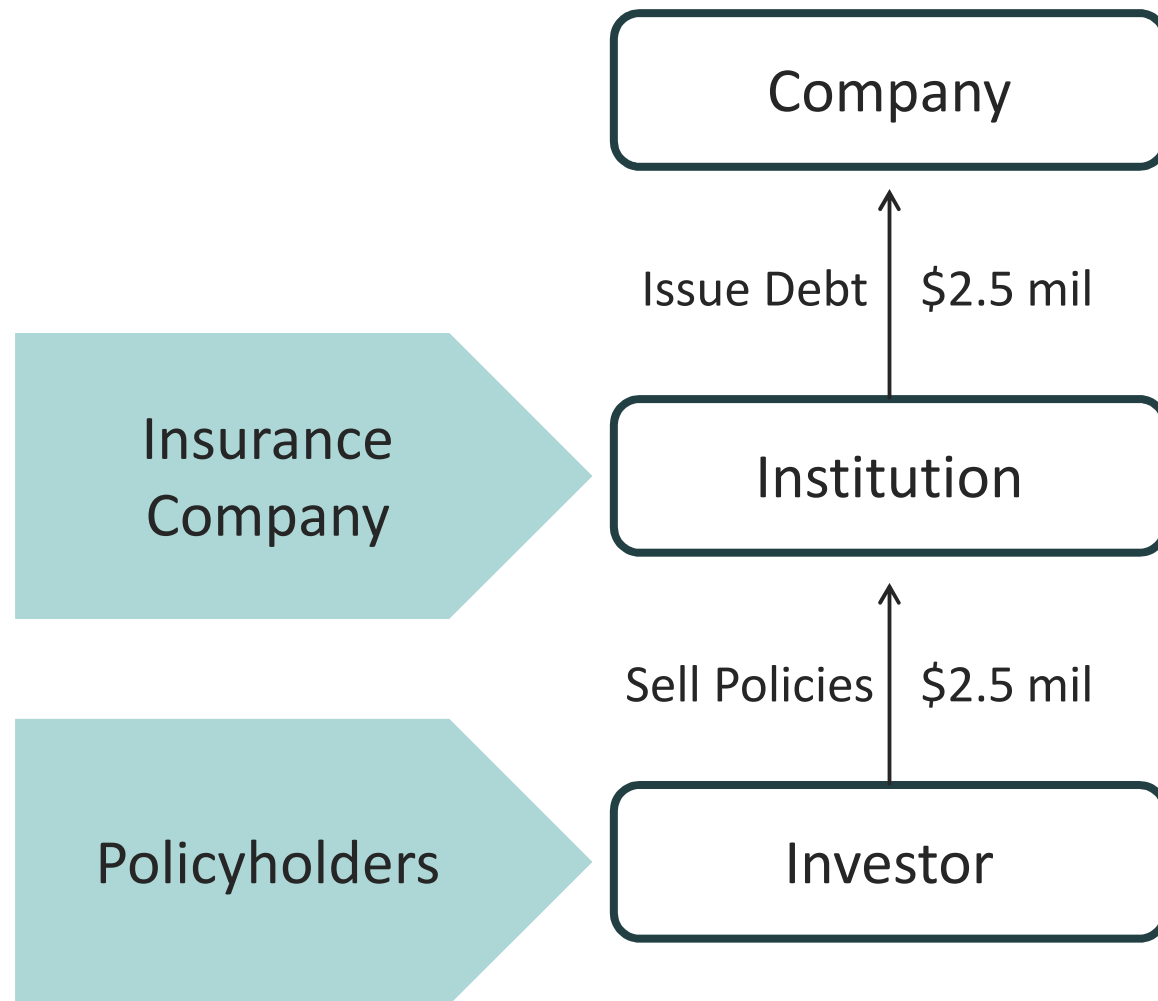 Company
Issue Debt $2.5 mil
Insurance
Company
Institution
Sell Policies $2.5 mil
Policyholders
Investor